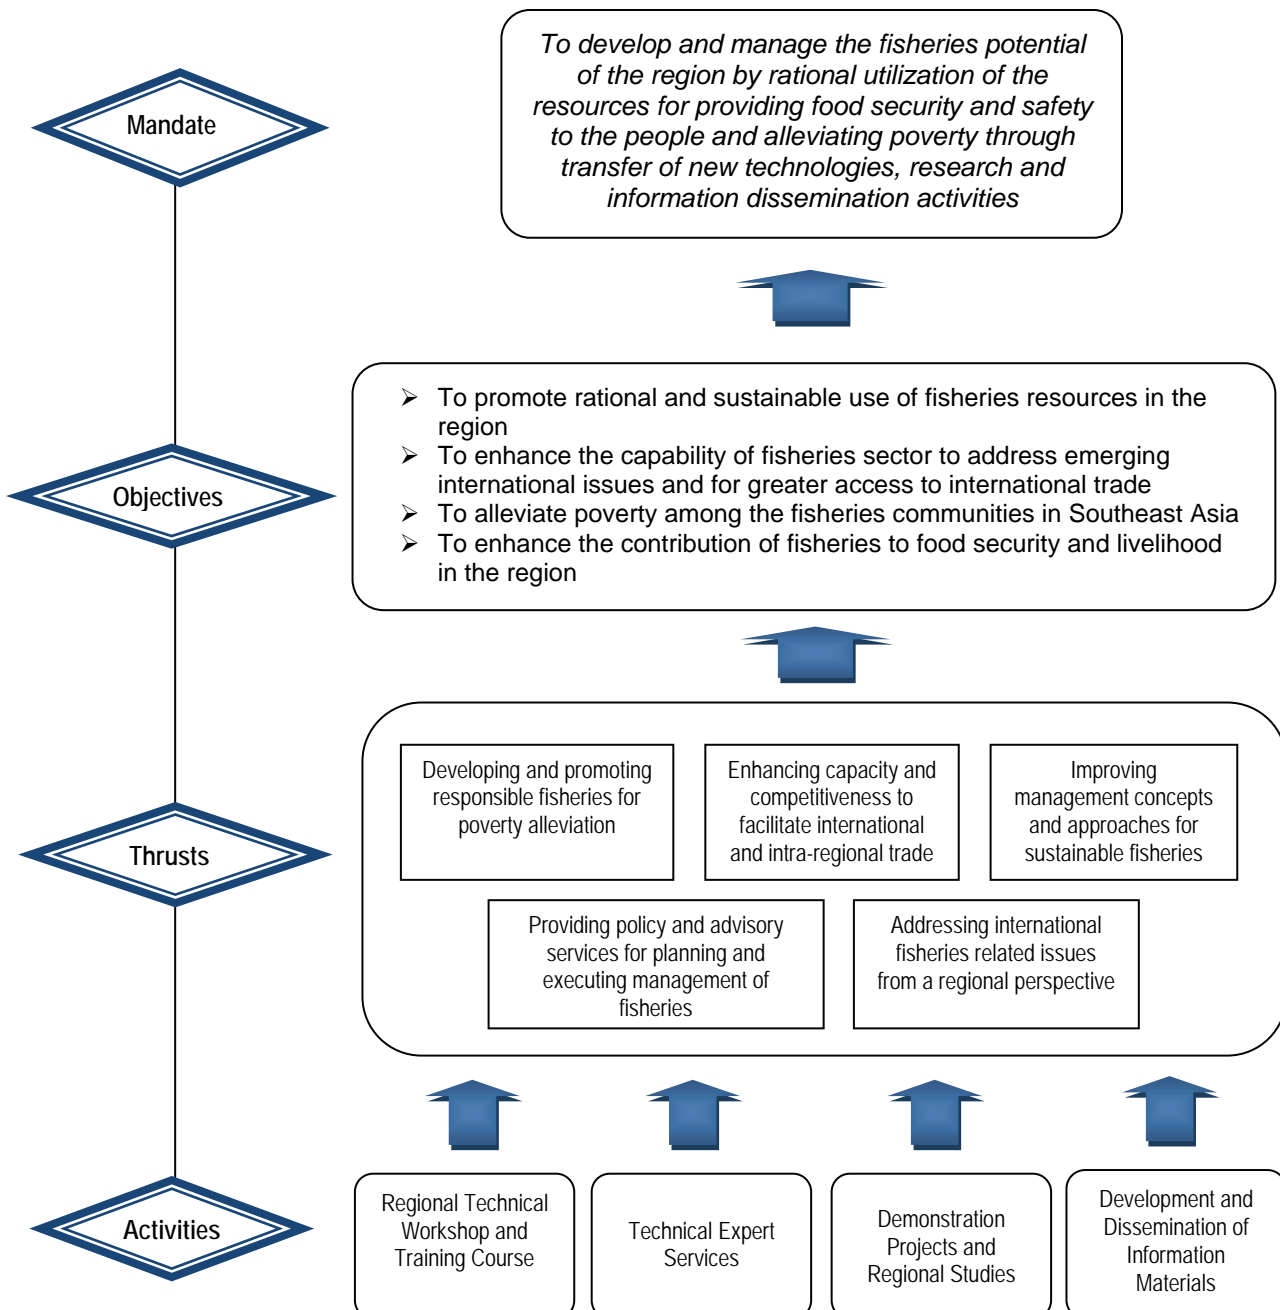 Mandate
To develop and manage the fisheries potential
of the region by rational utilization of the
resources for providing food security and safety
to the people and alleviating poverty through
transfer of new technologies, research and
information dissemination activities
Objectives
➢ To promote rational and sustainable use of fisheries resources in the
region
➢ To enhance the capability of fisheries sector to address emerging
international issues and for greater access to international trade
➢ To alleviate poverty among the fisheries communities in Southeast Asia
➢ To enhance the contribution of fisheries to food security and livelihood
in the region
Thrusts
Developing and promoting
responsible fisheries for
poverty alleviation
Enhancing capacity and
competitiveness to
facilitate international
and intra-regional trade
Improving
management concepts
and approaches for
sustainable fisheries
Providing policy and advisory
services for planning and
executing management of
fisheries
Addressing international
fisheries related issues
from a regional perspective
Activities
Regional Technical
Workshop and
Training Course
Technical Expert
Services
Demonstration
Projects and
Regional Studies
Development and
Dissemination of
Information
Materials